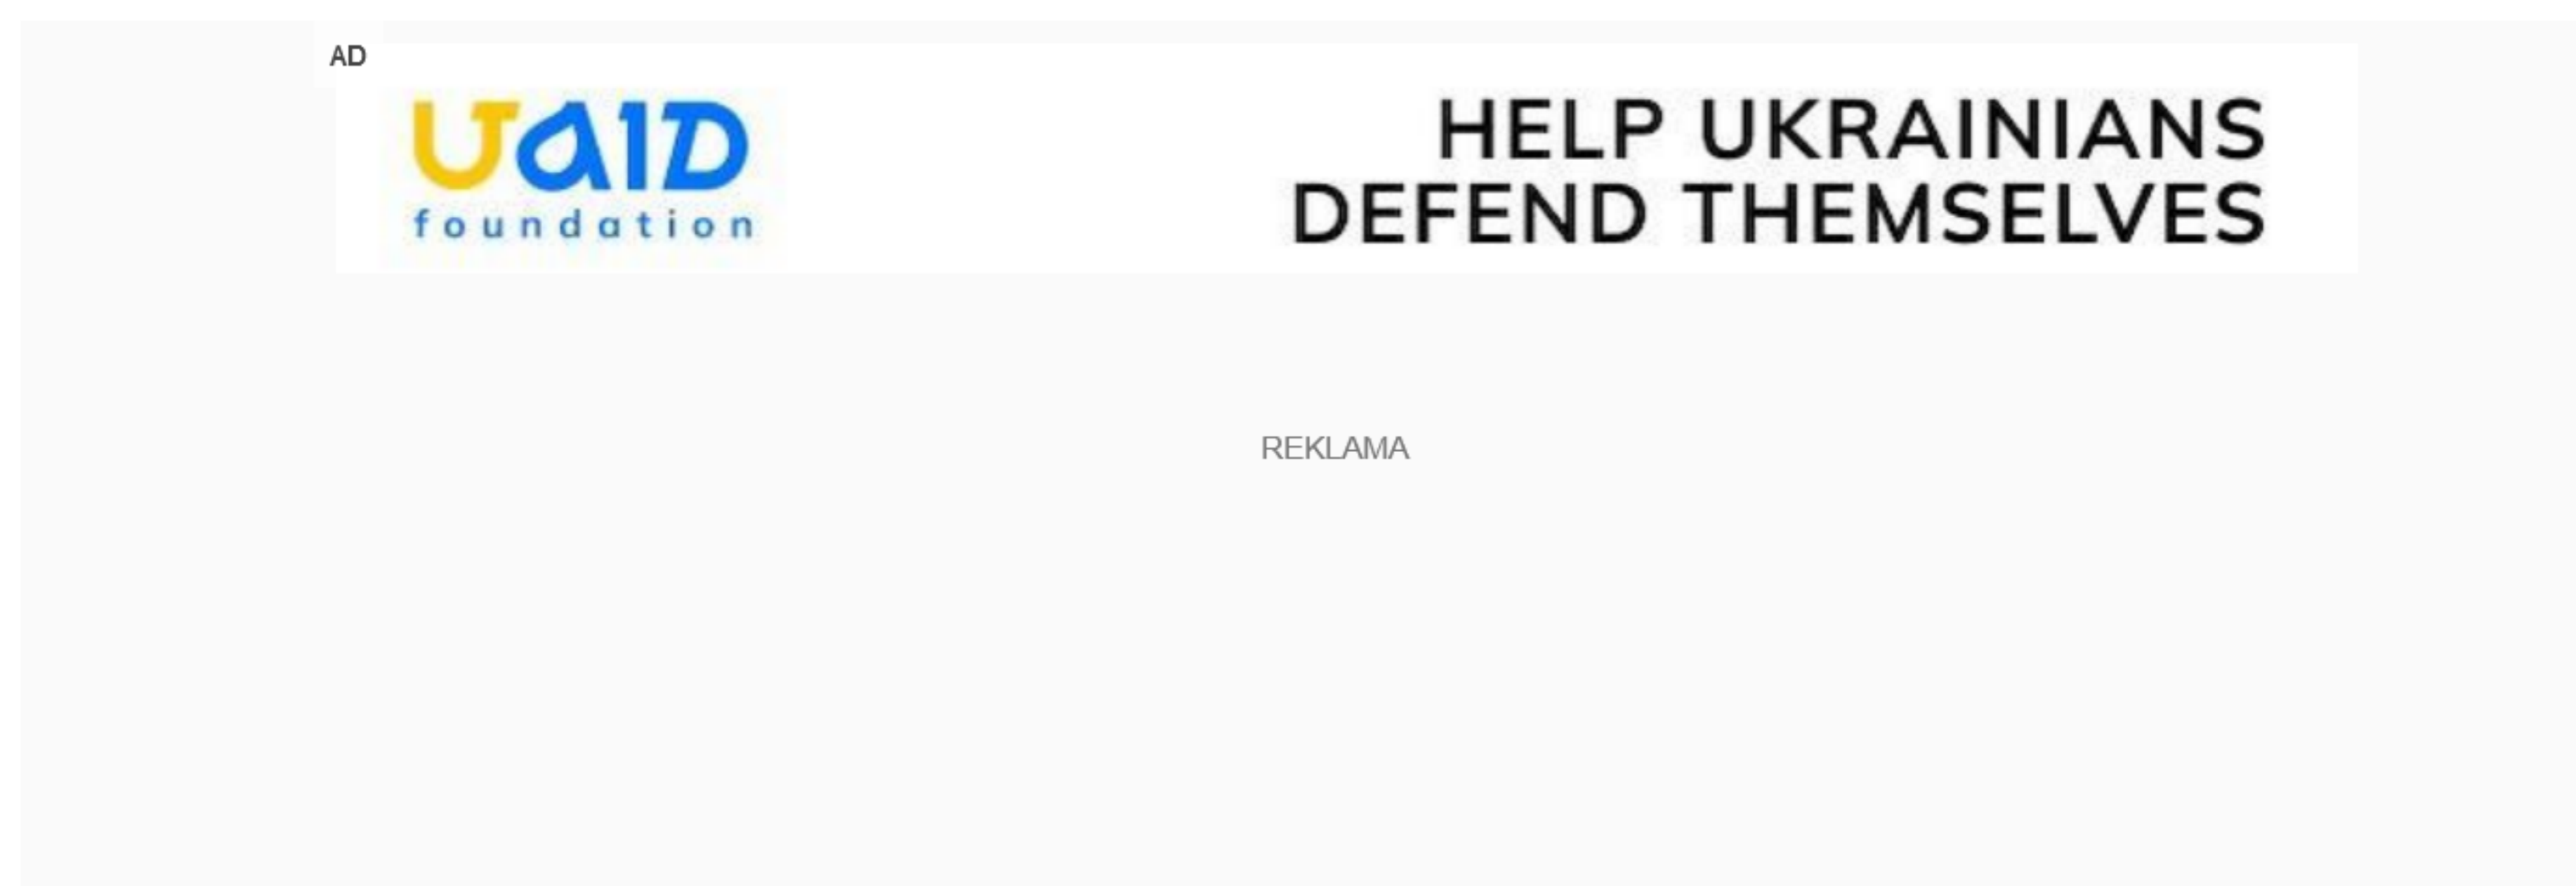 AD
UAID
foundation
HELP UKRAINIANS
DEFEND THEMSELVES
REKLAMA